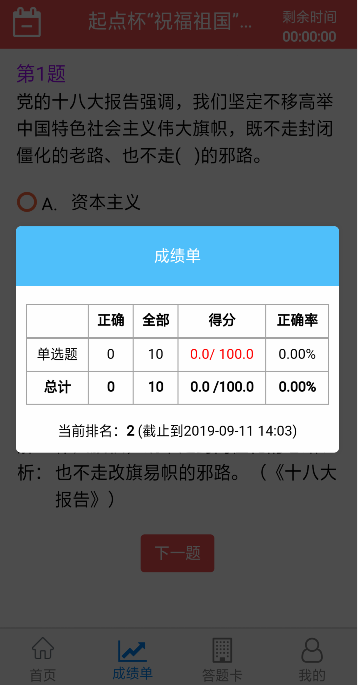 起点杯“祝福祖国”...
剩余时间
00:00:00
第1题
党的十八大报告强调，我们坚定不移高举
中国特色社会主义伟大旗帜，既不走封闭
僵化的老路、也不走( )的邪路。
A. 资本主义
成绩单
正确 全部 得分 正确率
单选题 0 10 0.0/ 100.0 0.00%
总计 0 10 0.0 /100.0 0.00%
当前排名：2 (截止到2019-09-11 14:03)
析： 也不走改旗易帜的邪路。（《十八大
报告》）
下一题
首页 成绩单 答题卡 我的